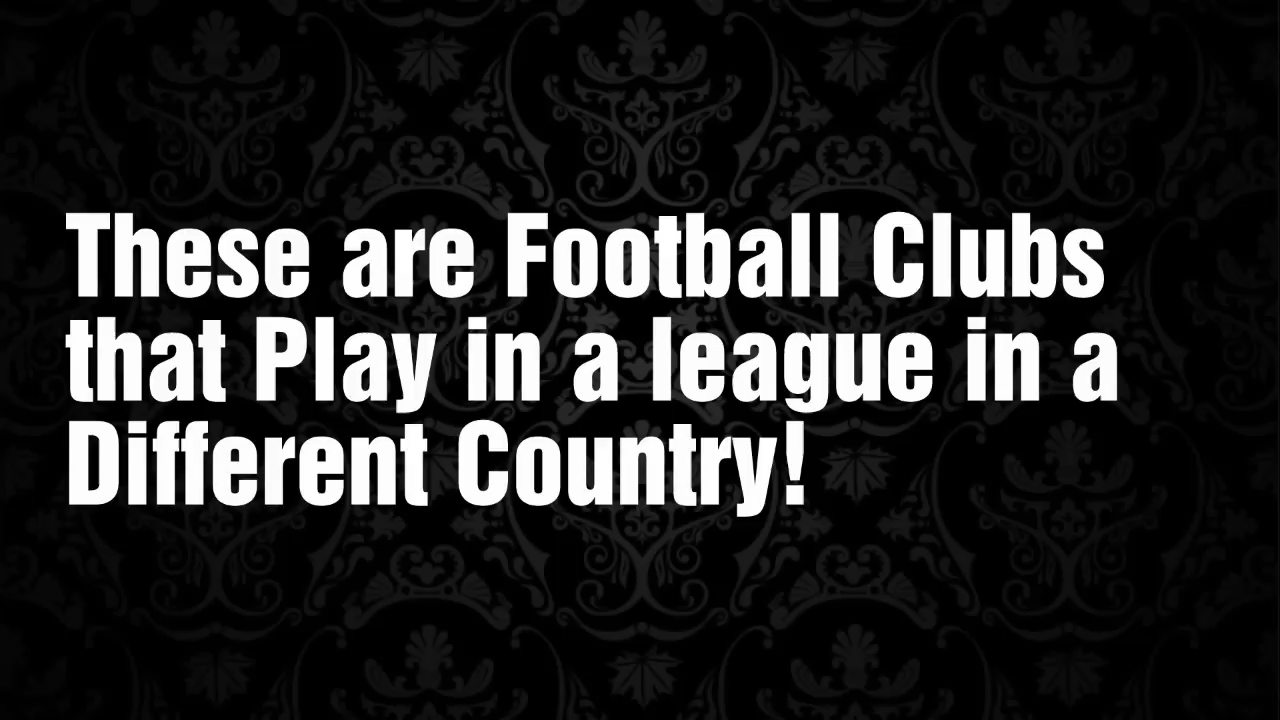 These are Football Clubs
that Play in a league in a
Different Country!